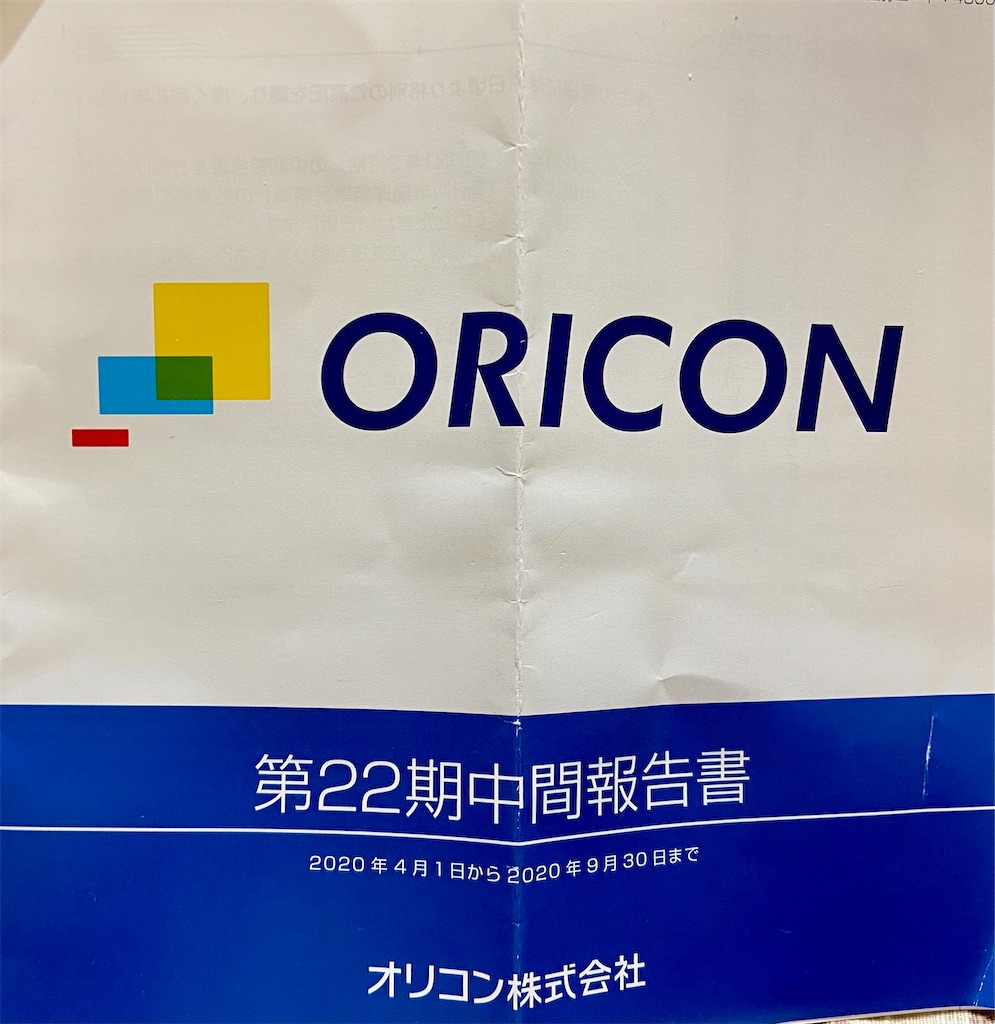 ORICON
第22期中間報告書
2020年4月1日から2020年9月30日まで
オリコン株式会社